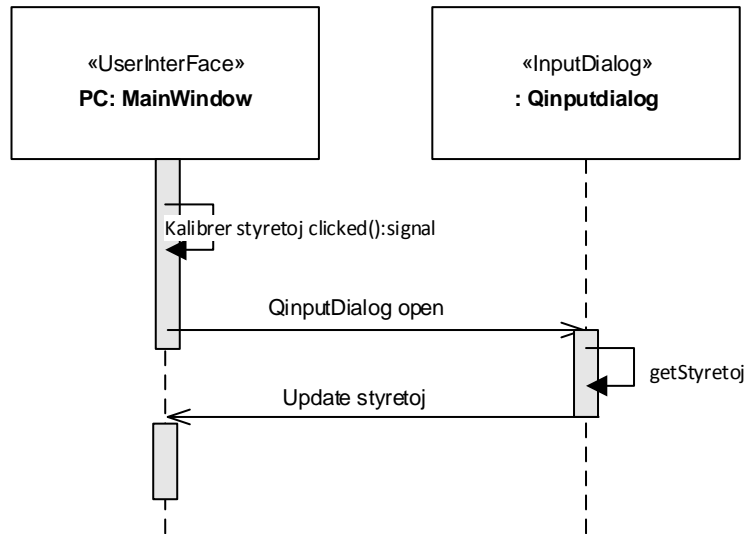 «UserInterFace»
PC: MainWindow
«InputDialog»
: Qinputdialog
Kalibrer styretoj clicked():signal
QinputDialog open
getStyretoj
Update styretoj